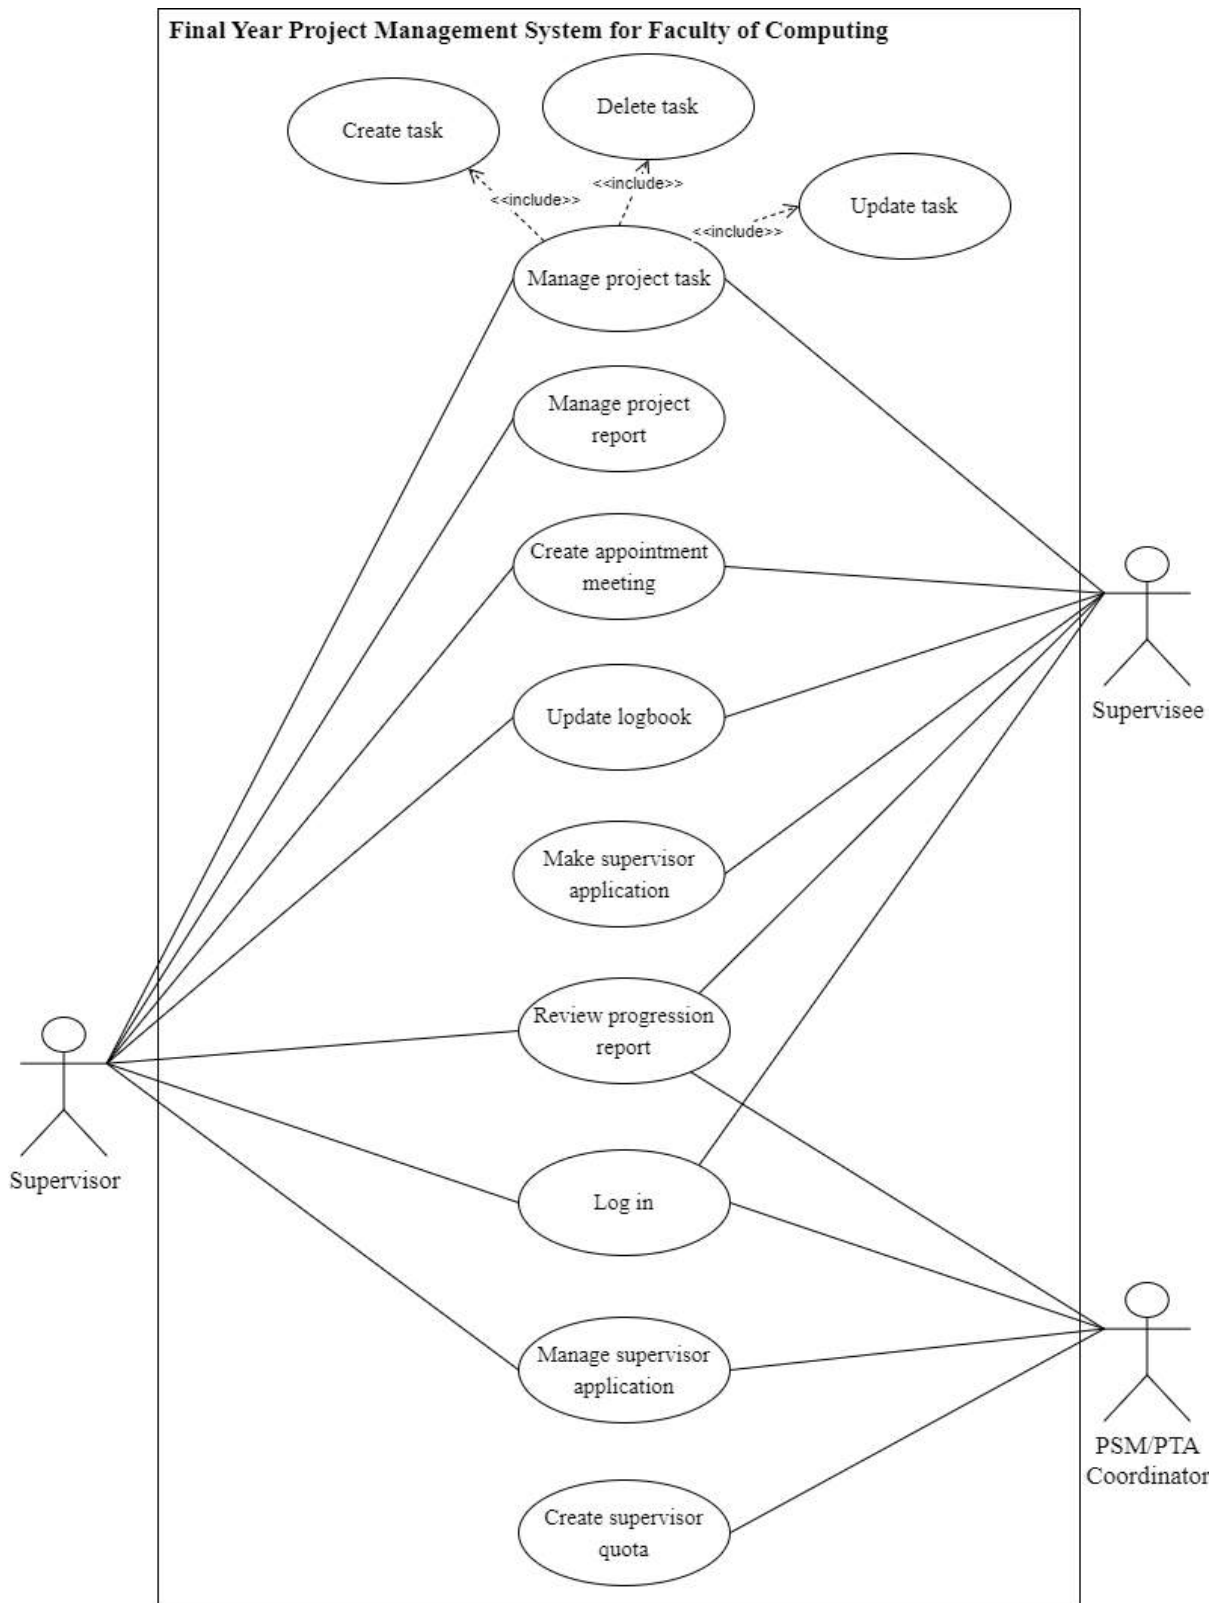 Final Year Project Management System for Faculty of Computing
Delete task
Create task
<<include>>
<<include>>
Update task
<<include>>
Manage project task
Manage project
report
Create appointment
meeting
Supervisee
Update logbook
Make supervisor
application
Review progression
report
Supervisor
Log in
Manage supervisor
application
PSM/PTA
Coordinator
Create supervisor
quota